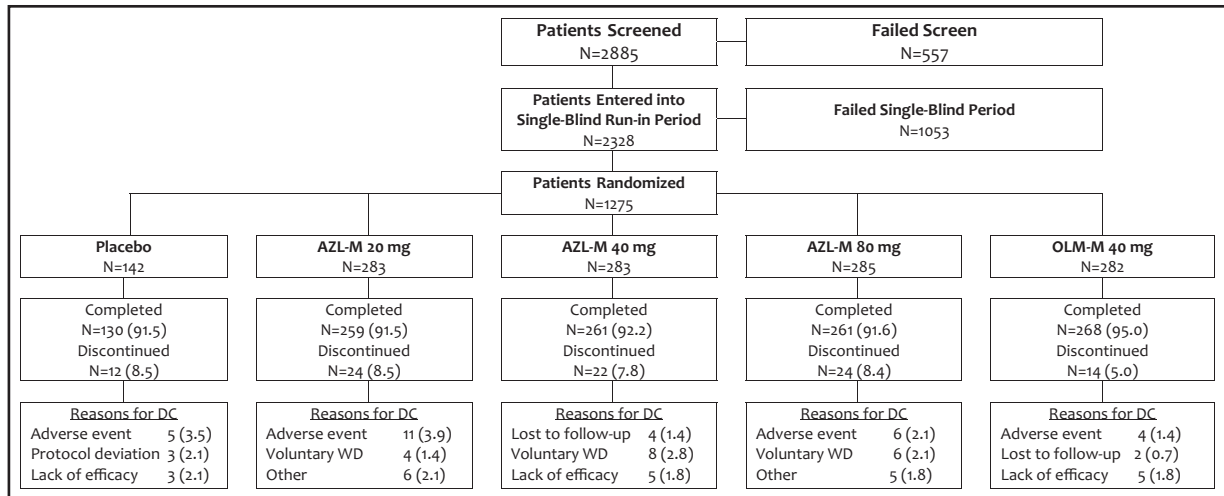 Patients Screened
N=2885
Failed Screen
N=557
Patients Entered into
Single-Blind Run-in Period
N=2328
Failed Single-Blind Period
N=1053
Patients Randomized
N=1275
Placebo
N=142
AZL-M 20 mg
N=283
AZL-M 40 mg
N=283
AZL-M 80 mg
N=285
OLM-M 40 mg
N=282
Completed
N=130 (91.5)
Discontinued
N=12 (8.5)
Completed
N=259 (91.5)
Discontinued
N=24 (8.5)
Completed
N=261 (92.2)
Discontinued
N=22 (7.8)
Completed
N=261 (91.6)
Discontinued
N=24 (8.4)
Completed
N=268 (95.0)
Discontinued
N=14 (5.0)
Reasons for DC
Adverse event 5 (3.5)
Protocol deviation 3 (2.1)
Lack of efficacy 3 (2.1)
Reasons for DC
Adverse event 11 (3.9)
Voluntary WD 4 (1.4)
Other 6 (2.1)
Reasons for DC
Lost to follow-up 4 (1.4)
Voluntary WD 8 (2.8)
Lack of efficacy 5 (1.8)
Reasons for DC
Adverse event 6 (2.1)
Voluntary WD 6 (2.1)
Other 5 (1.8)
Reasons for DC
Adverse event 4 (1.4)
Lost to follow-up 2 (0.7)
Lack of efficacy 5 (1.8)